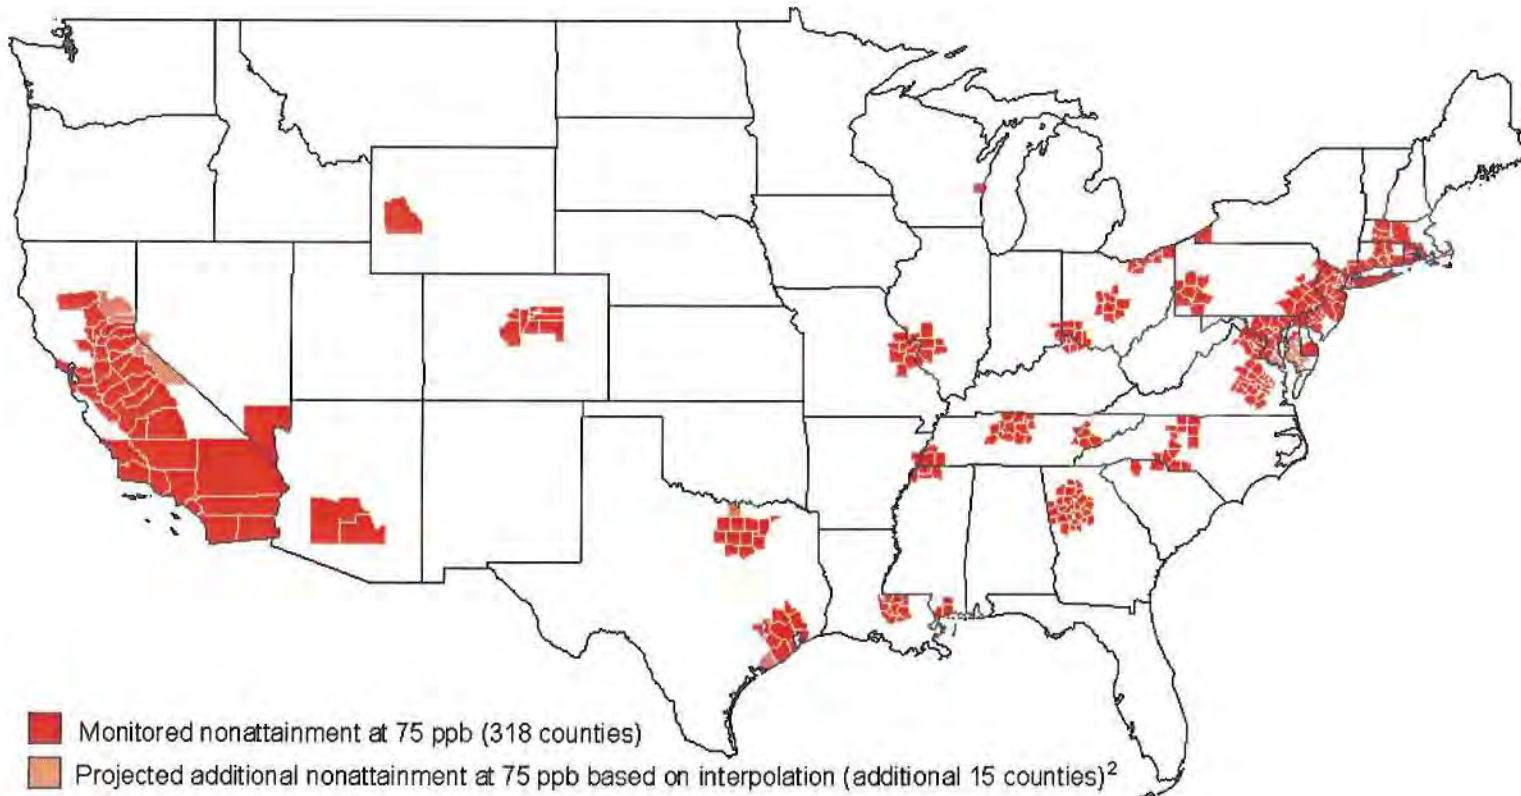 Monitored nonattainment at 75 ppb (318 counties)
Projected additional nonattainment at 75 ppb based on interpolation (additional 15 counties)²